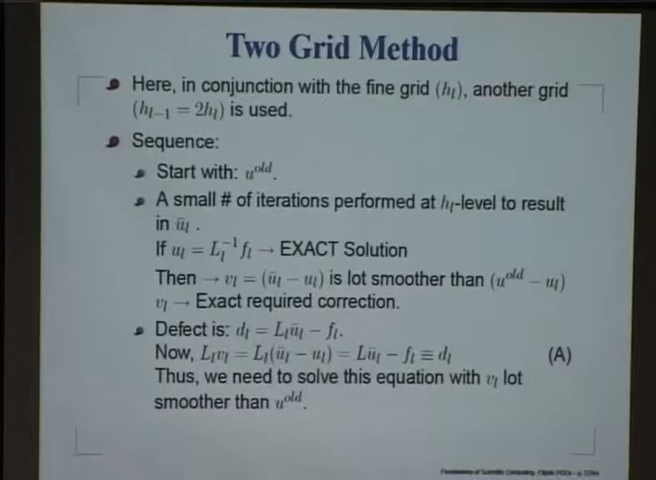 Two Grid Method
Here, in conjunction with the fine grid (hₗ), another grid
(hₗ₋₁ = 2hₗ) is used.
Sequence:
Start with: uᵒˡᵈ.
A small # of iterations performed at hₗ-level to result
in ūₗ .
If uₗ = Lₗ⁻¹fₗ → EXACT Solution
Then → vₗ = (ūₗ − uₗ) is lot smoother than (uᵒˡᵈ − uₗ)
vₗ → Exact required correction.
Defect is: dₗ = Lₗūₗ − fₗ.
Now, Lₗvₗ = Lₗ(ūₗ − uₗ) = Lūₗ − fₗ ≡ dₗ (A)
Thus, we need to solve this equation with vₗ lot
smoother than uᵒˡᵈ.
Foundations of Scientific Computing